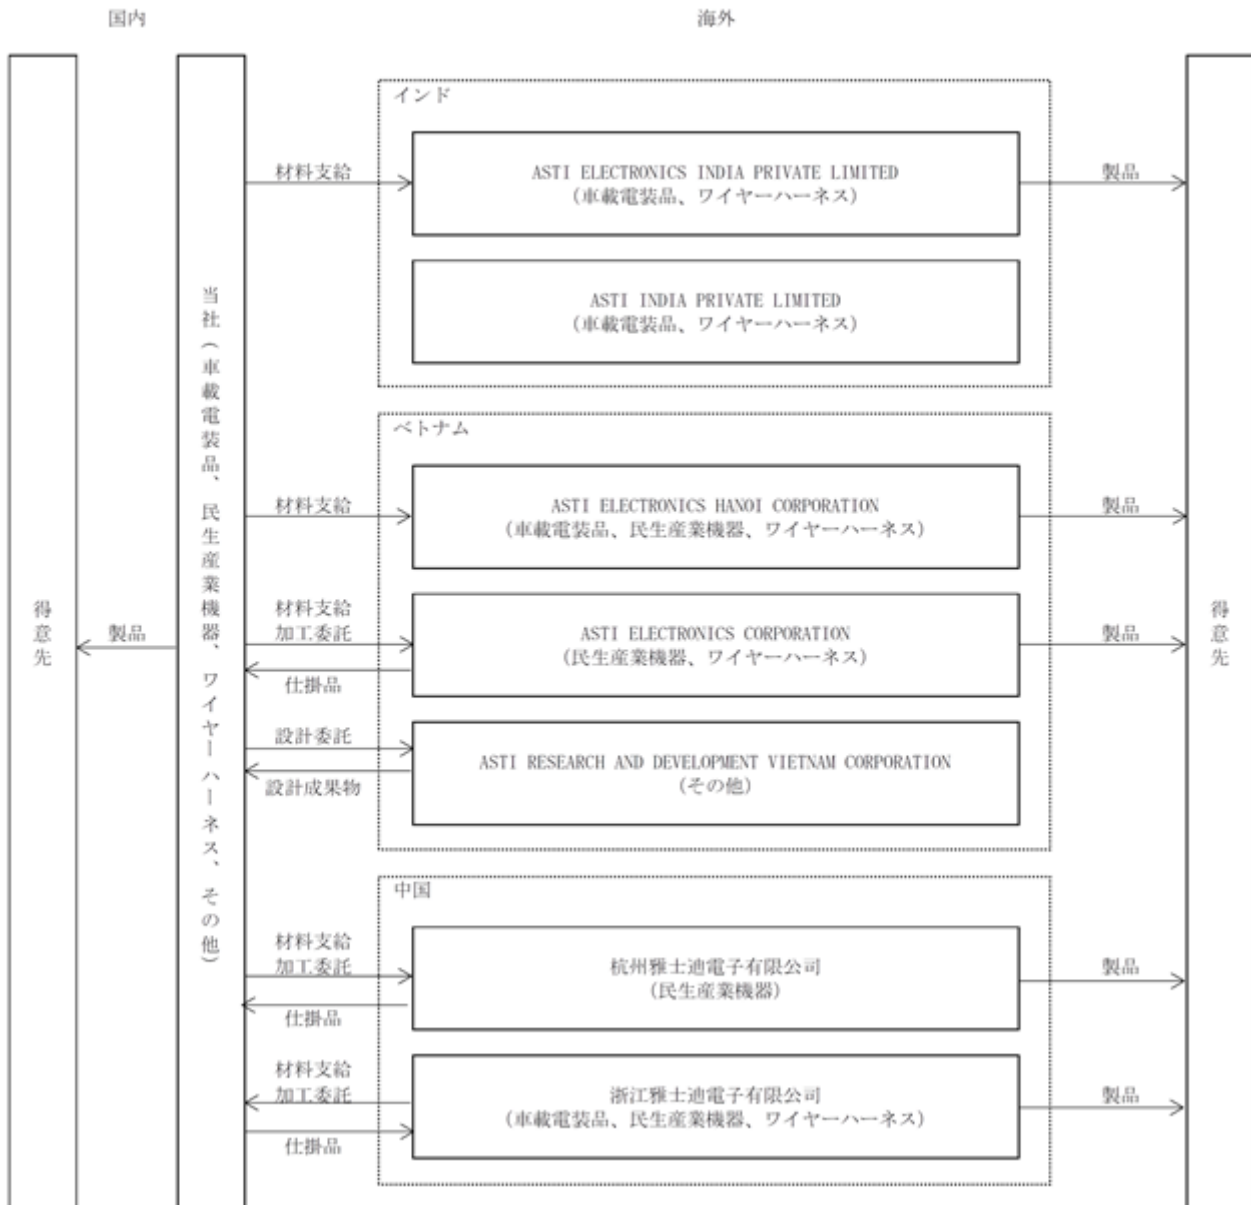 国内
海外
得意先
製品
当社（車載電装品、民生産業機器、ワイヤーハーネス、その他）
インド
材料支給
ASTI ELECTRONICS INDIA PRIVATE LIMITED
（車載電装品、ワイヤーハーネス）
製品
ASTI INDIA PRIVATE LIMITED
（車載電装品、ワイヤーハーネス）
ベトナム
材料支給
ASTI ELECTRONICS HANOI CORPORATION
（車載電装品、民生産業機器、ワイヤーハーネス）
製品
材料支給
加工委託
仕掛品
ASTI ELECTRONICS CORPORATION
（民生産業機器、ワイヤーハーネス）
製品
設計委託
設計成果物
ASTI RESEARCH AND DEVELOPMENT VIETNAM CORPORATION
（その他）
中国
材料支給
加工委託
仕掛品
杭州雅士迪電子有限公司
（民生産業機器）
製品
材料支給
加工委託
仕掛品
浙江雅士迪電子有限公司
（車載電装品、民生産業機器、ワイヤーハーネス）
製品
得意先